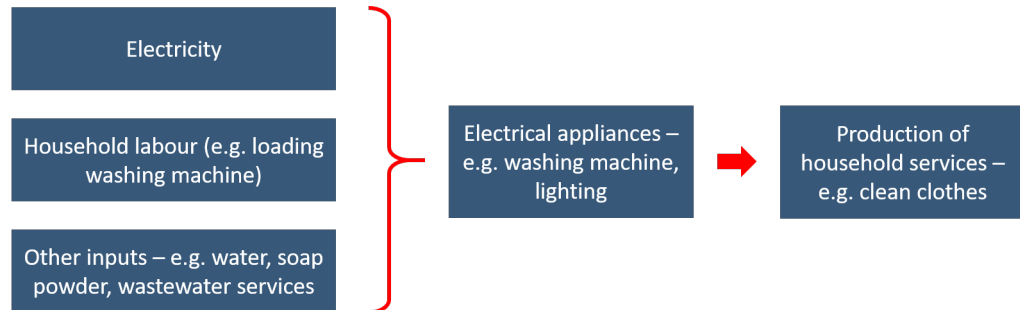 Electricity
Household labour (e.g. loading
washing machine)
Other inputs – e.g. water, soap
powder, wastewater services
Electrical appliances –
e.g. washing machine,
lighting
Production of
household services –
e.g. clean clothes